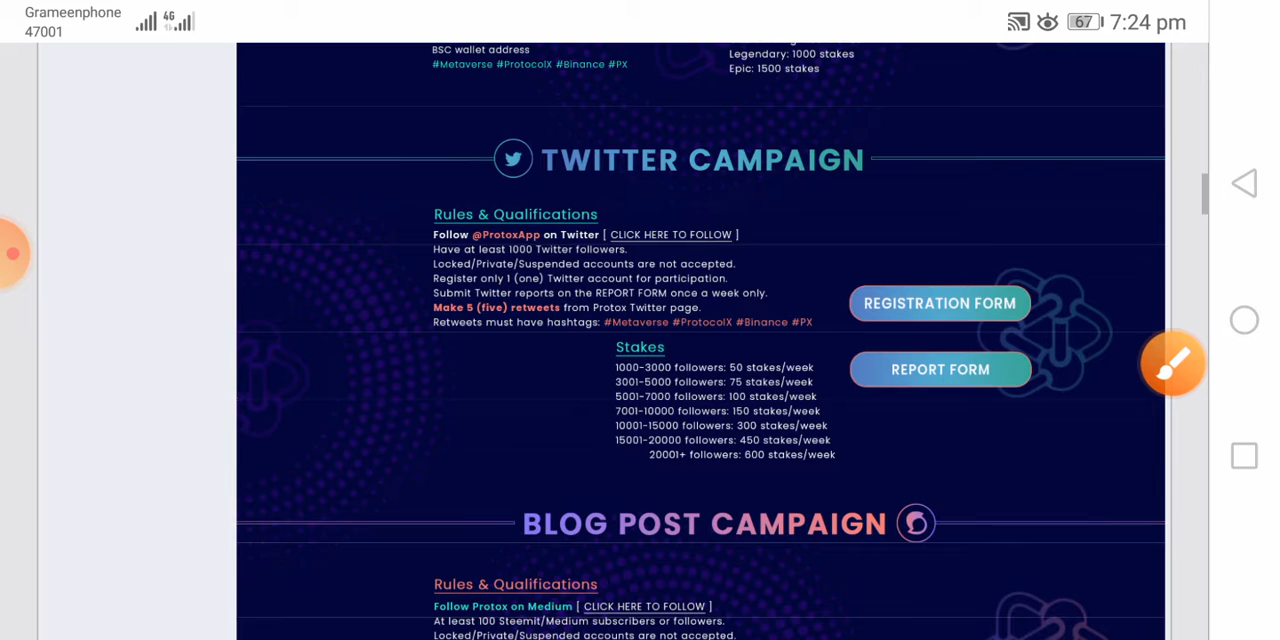 Grameenphone
47001
4G
67
7:24 pm
BSC wallet address
#Metaverse #ProtocolX #Binance #PX
Legendary: 1000 stakes
Epic: 1500 stakes
TWITTER CAMPAIGN
Rules & Qualifications
Follow @ProtoxApp on Twitter [ CLICK HERE TO FOLLOW ]
Have at least 1000 Twitter followers.
Locked/Private/Suspended accounts are not accepted.
Register only 1 (one) Twitter account for participation.
Submit Twitter reports on the REPORT FORM once a week only.
Make 5 (five) retweets from Protox Twitter page.
Retweets must have hashtags: #Metaverse #ProtocolX #Binance #PX
REGISTRATION FORM
Stakes
1000-3000 followers: 50 stakes/week
3001-5000 followers: 75 stakes/week
5001-7000 followers: 100 stakes/week
7001-10000 followers: 150 stakes/week
10001-15000 followers: 300 stakes/week
15001-20000 followers: 450 stakes/week
20001+ followers: 600 stakes/week
REPORT FORM
BLOG POST CAMPAIGN
Rules & Qualifications
Follow Protox on Medium [ CLICK HERE TO FOLLOW ]
At least 100 Steemit/Medium subscribers or followers.
Locked/Private/Suspended accounts are not accepted.